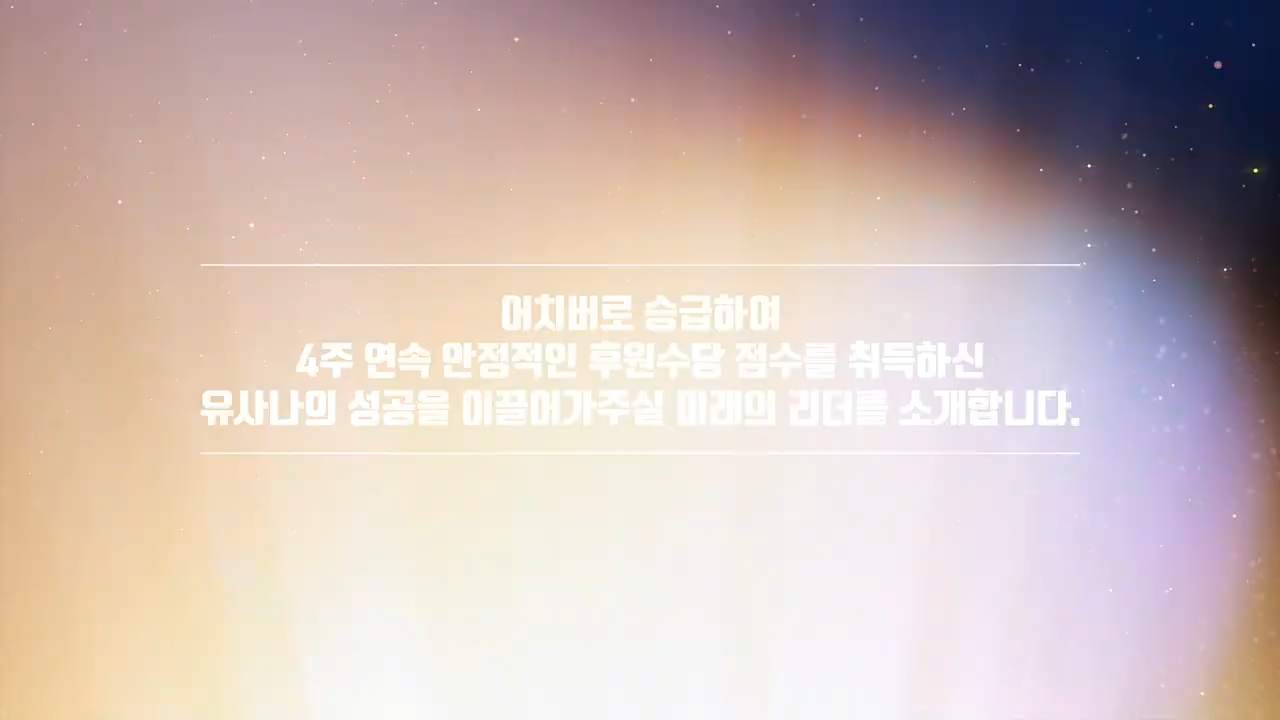 어치버로 승급하여
4주 연속 안정적인 후원수당 점수를 취득하신
유사나의 성공을 이끌어가주실 미래의 리더를 소개합니다.